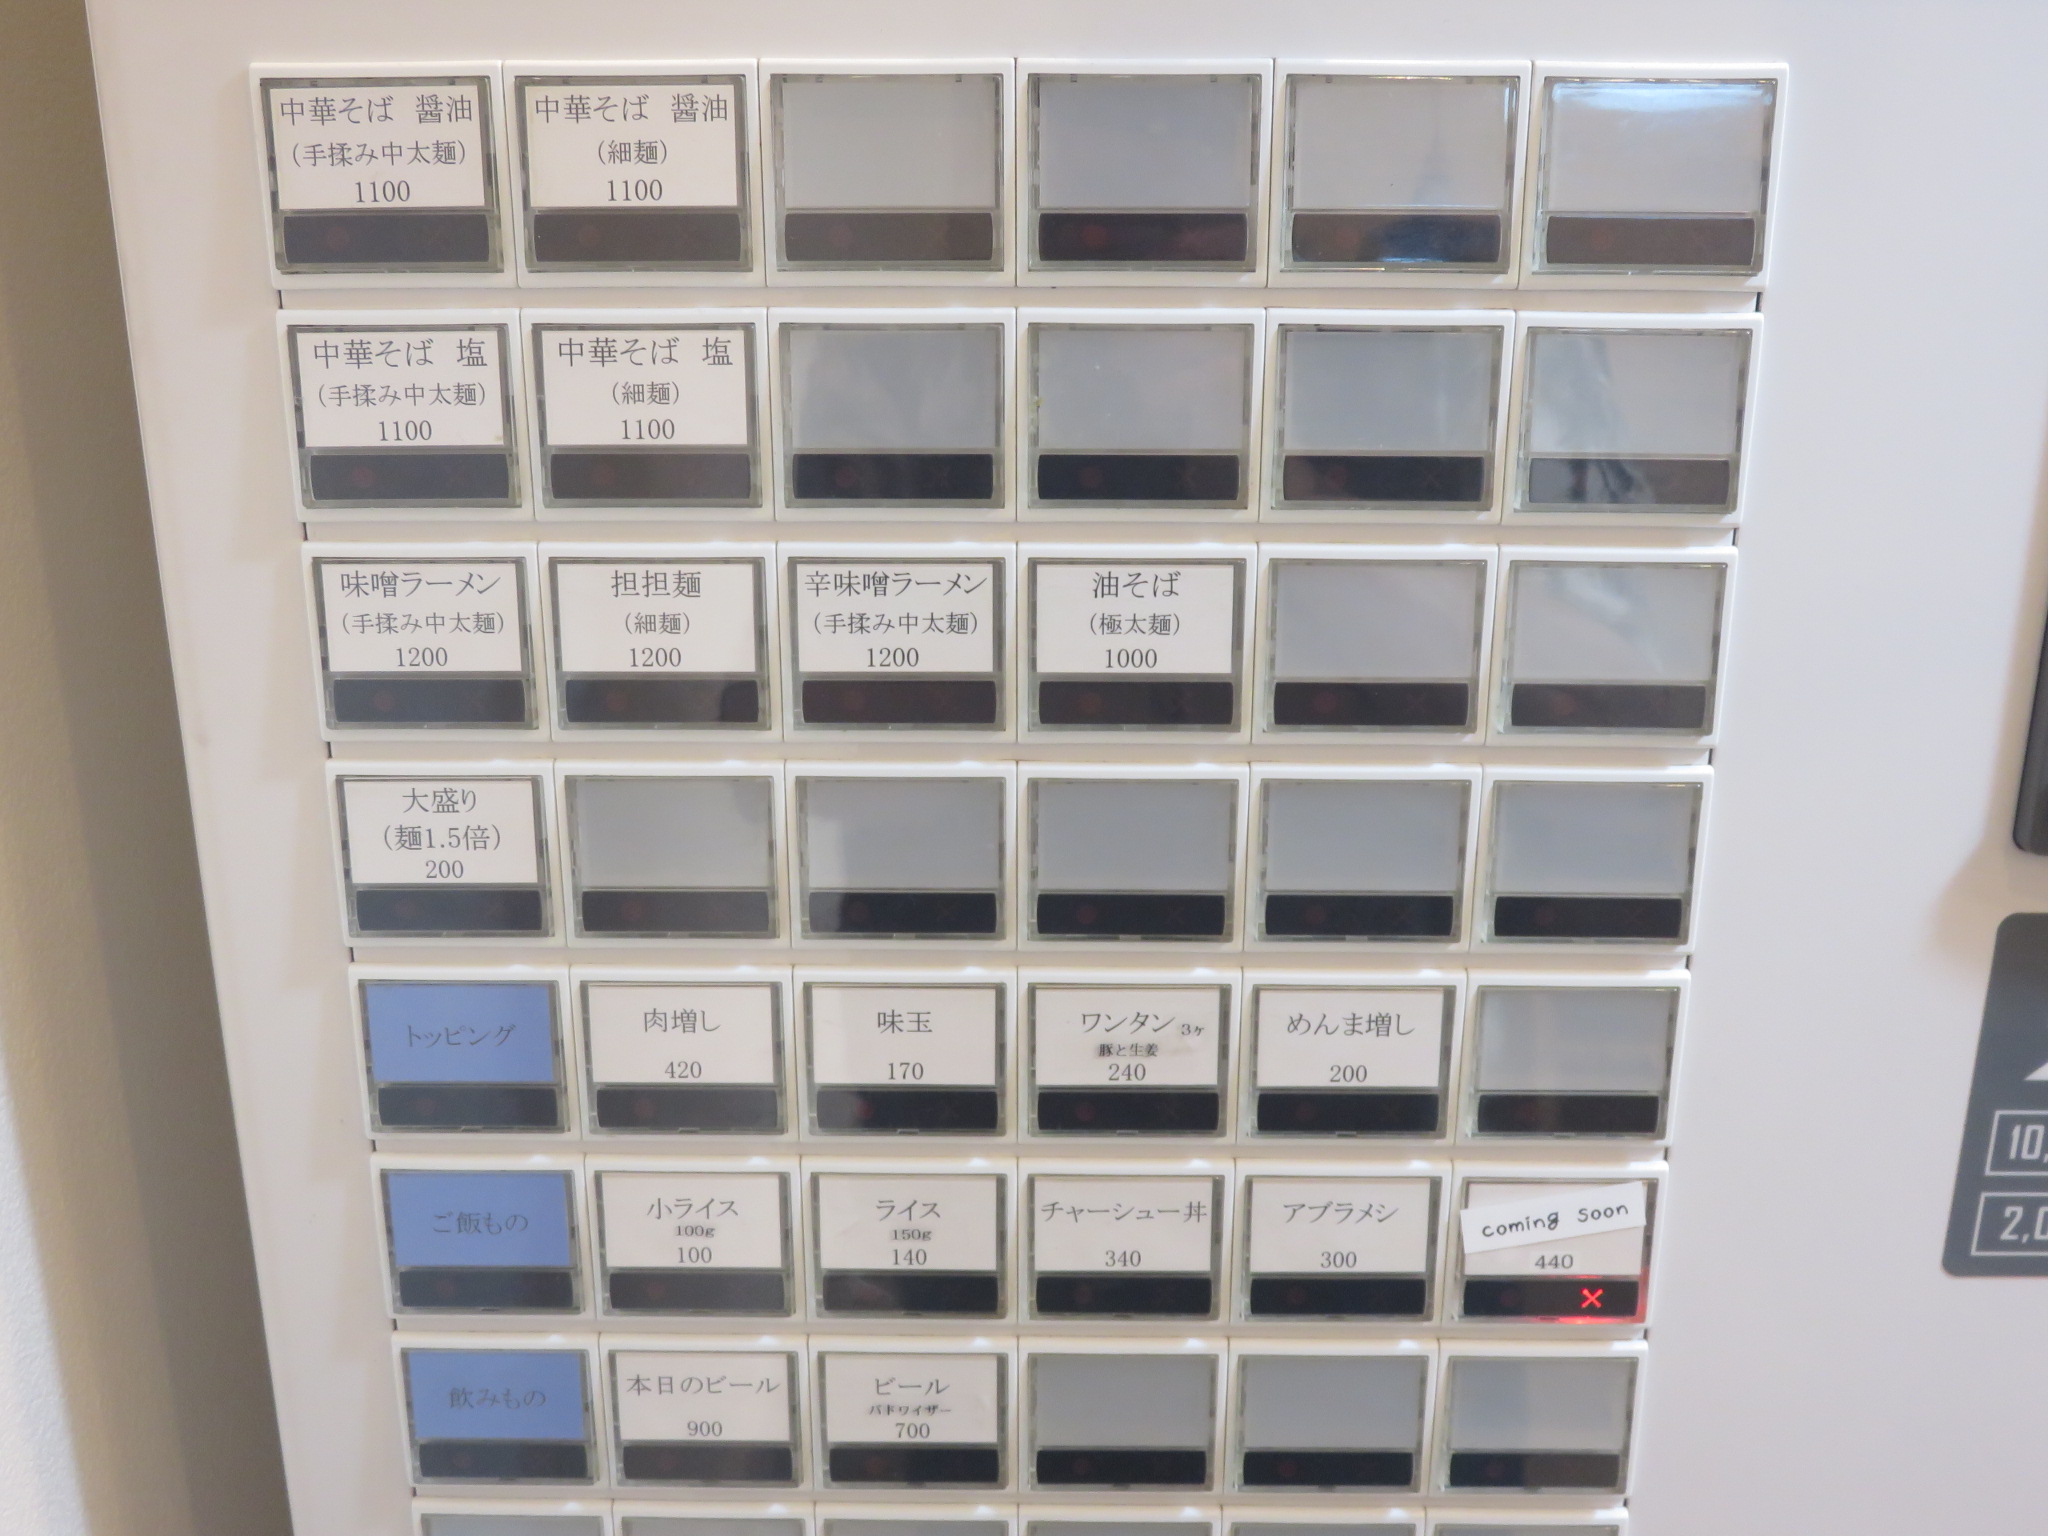 中華そば 醤油
(手揉み中太麺)
1100
中華そば 醤油
(細麺)
1100
中華そば 塩
(手揉み中太麺)
1100
中華そば 塩
(細麺)
1100
味噌ラーメン
(手揉み中太麺)
1200
担担麺
(細麺)
1200
辛味噌ラーメン
(手揉み中太麺)
1200
油そば
(極太麺)
1000
大盛り
(麺1.5倍)
200
トッピング
肉増し
420
味玉
170
ワンタン 3ヶ
豚と生姜
240
めんま増し
200
ご飯もの
小ライス
100g
100
ライス
150g
140
チャーシュー丼
340
アブラメシ
300
coming soon
440
×
飲みもの
本日のビール
900
ビール
バドワイザー
700
10,
2,0